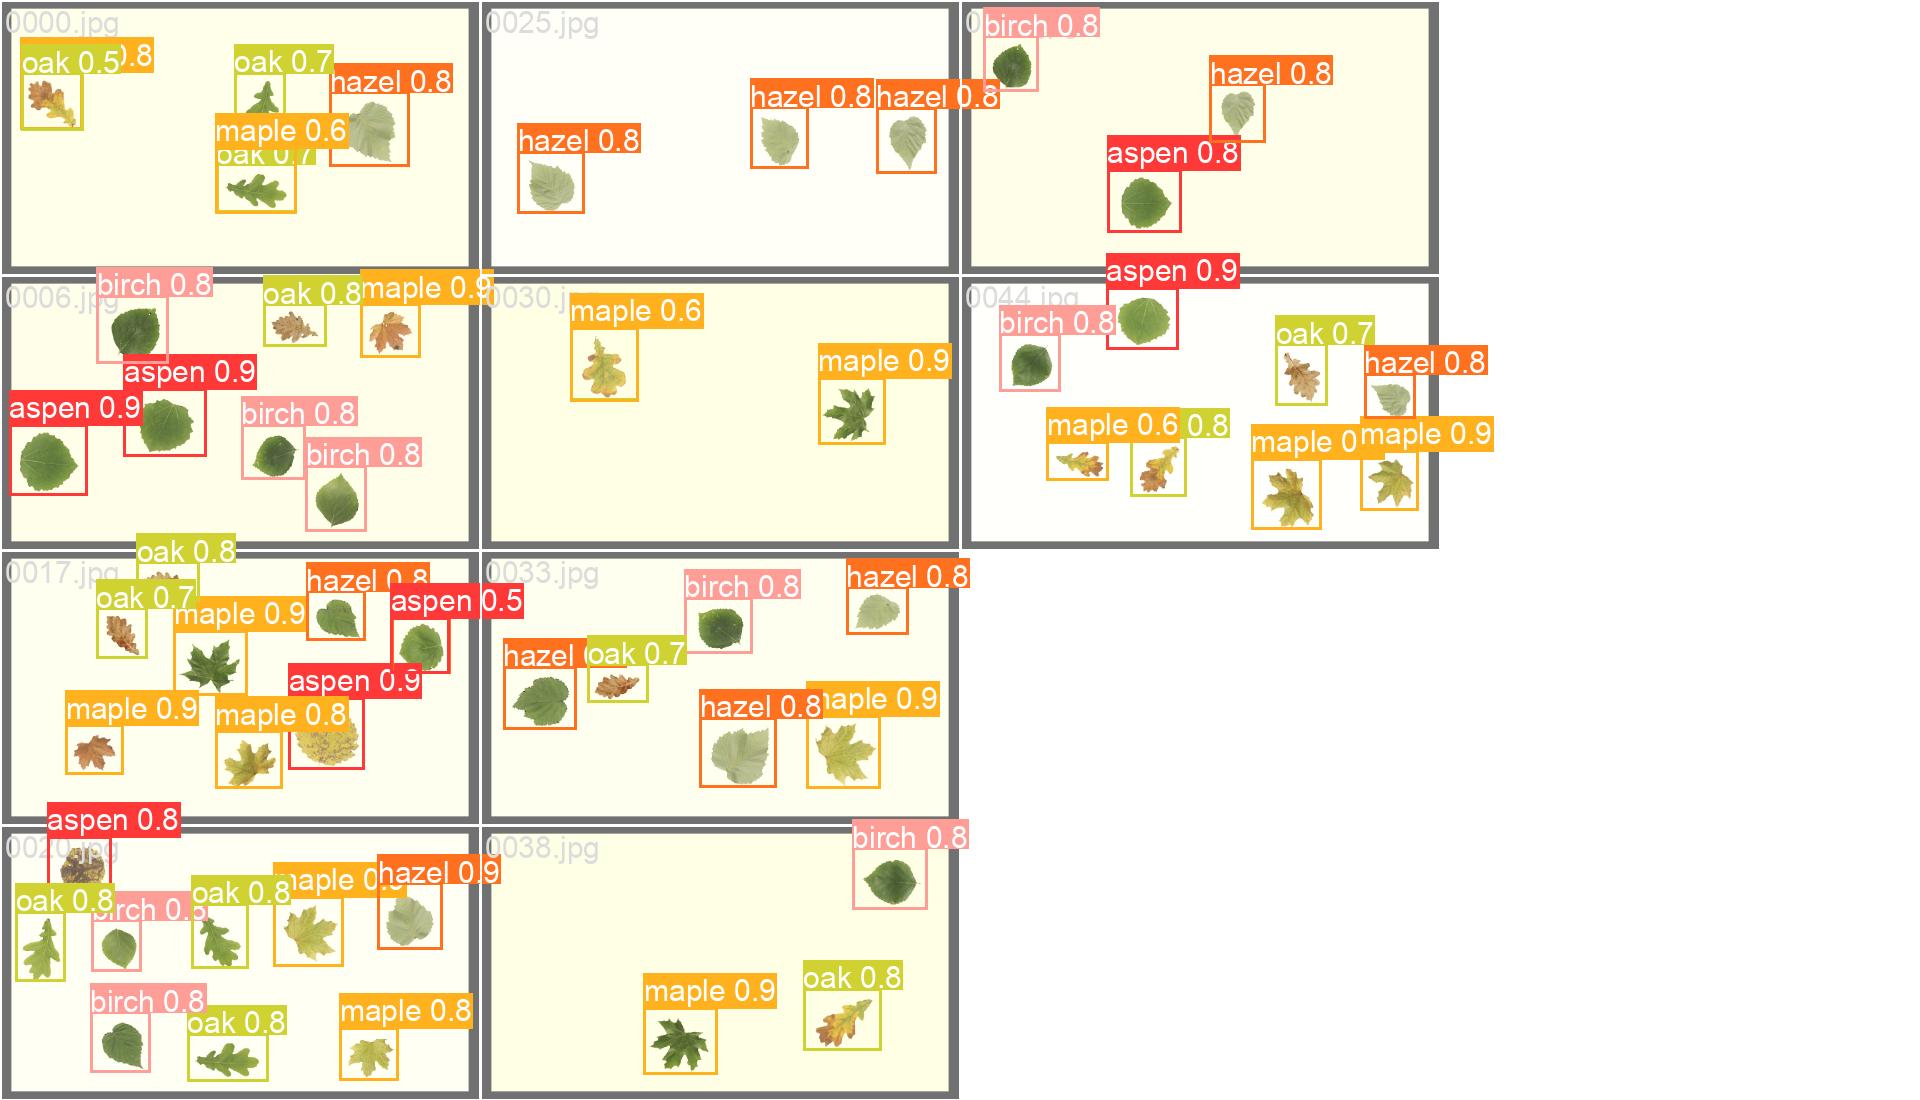 0000.jpg
0.8
oak 0.5
oak 0.7
hazel 0.8
maple 0.6
oak 0.7
0025.jpg
hazel 0.8
hazel 0.8
hazel 0.8
birch 0.8
hazel 0.8
aspen 0.8
0006.jpg
birch 0.8
oak 0.8
maple 0.9
aspen 0.9
aspen 0.9
birch 0.8
birch 0.8
0030.jpg
maple 0.6
maple 0.9
0044.jpg
aspen 0.9
birch 0.8
oak 0.7
hazel 0.8
maple 0.6
0.8
maple 0
maple 0.9
0017.jpg
oak 0.8
oak 0.7
maple 0.9
hazel 0.8
aspen 0.5
aspen 0.9
maple 0.9
maple 0.8
0033.jpg
birch 0.8
hazel 0.8
hazel
oak 0.7
hazel 0.8
maple 0.9
0020.jpg
aspen 0.8
oak 0.8
birch 0.8
oak 0.8
maple 0.
hazel 0.9
birch 0.8
oak 0.8
maple 0.8
0038.jpg
birch 0.8
maple 0.9
oak 0.8